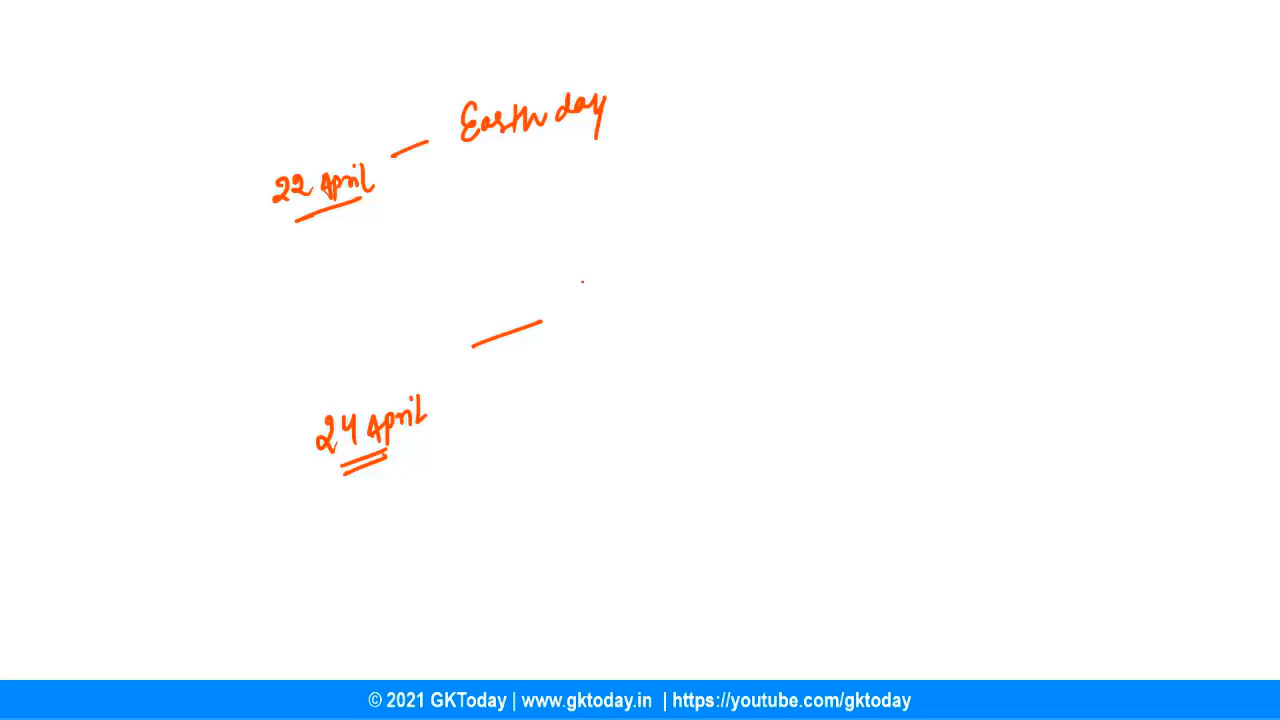 22 April — Earth day
24 April —
© 2021 GKToday | www.gktoday.in | https://youtube.com/gktoday